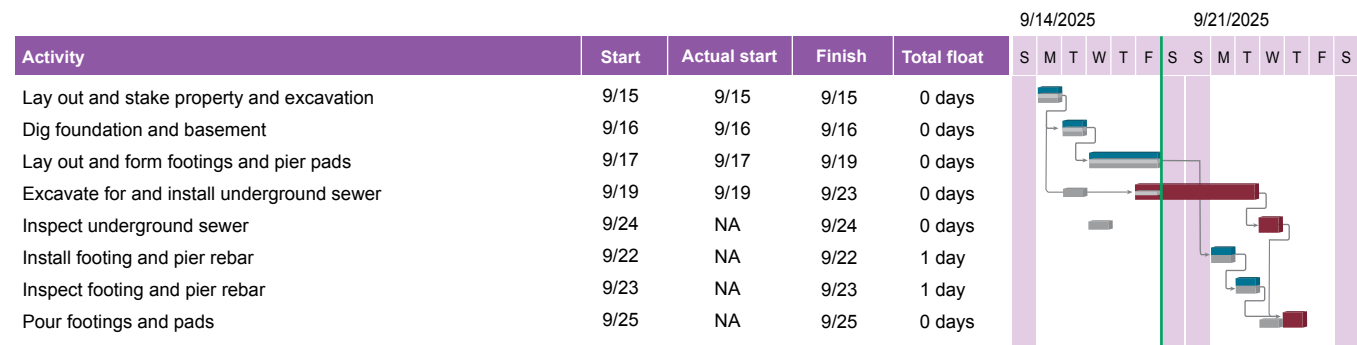 9/14/2025 9/21/2025
Activity Start Actual start Finish Total float S M T W T F S S M T W T F S
Lay out and stake property and excavation 9/15 9/15 9/15 0 days
Dig foundation and basement 9/16 9/16 9/16 0 days
Lay out and form footings and pier pads 9/17 9/17 9/19 0 days
Excavate for and install underground sewer 9/19 9/19 9/23 0 days
Inspect underground sewer 9/24 NA 9/24 0 days
Install footing and pier rebar 9/22 NA 9/22 1 day
Inspect footing and pier rebar 9/23 NA 9/23 1 day
Pour footings and pads 9/25 NA 9/25 0 days